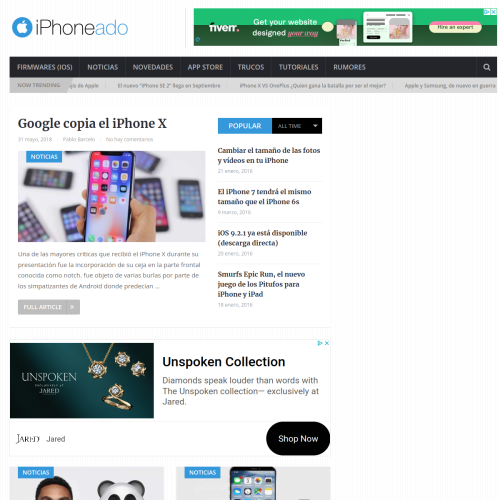 iPhoneado
fiverr.
Get your website
designed your way
Hire an expert
FIRMWARES (IOS) NOTICIAS NOVEDADES APP STORE TRUCOS TUTORIALES RUMORES
NOW TRENDING
de Apple El nuevo "iPhone SE 2" llega en Septiembre iPhone X VS OnePlus ¿Quen gana la batalla por ser el mejor? Apple y Samsung, de nuevo en guerra
Google copia el iPhone X
31 mayo, 2018 Pablo Barcelo No hay comentarios
NOTICIAS
Una de las mayores críticas que recibió el iPhone X durante su
presentación fue la incorporación de su ceja en la parte frontal
conocida como notch. fue objeto de varias burlas por parte de
los simpatizantes de Android donde predecían ...
FULL ARTICLE
POPULAR ALL TIME
Cambiar el tamaño de las fotos
y vídeos en tu iPhone
21 enero, 2016
El iPhone 7 tendrá el mismo
tamaño que el iPhone 6s
9 marzo, 2016
iOS 9.2.1 ya está disponible
(descarga directa)
20 enero, 2016
Smurfs Epic Run, el nuevo
juego de los Pitufos para
iPhone y iPad
18 enero, 2016
UNSPOKEN
EXCLUSIVELY AT
JARED
Unspoken Collection
Diamonds speak louder than words with
The Unspoken collection— exclusively at
Jared.
JARED Jared
Shop Now
NOTICIAS
NOTICIAS